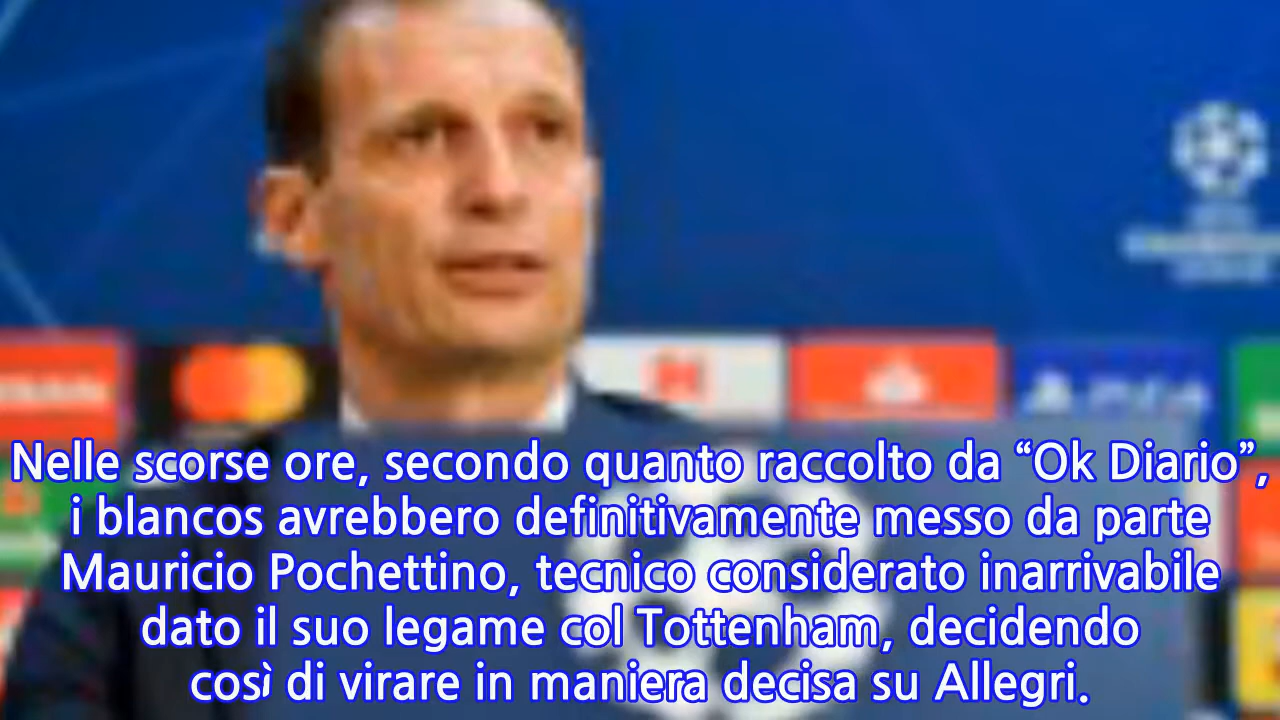 Nelle scorse ore, secondo quanto raccolto da “Ok Diario”,
i blancos avrebbero definitivamente messo da parte
Mauricio Pochettino, tecnico considerato inarrivabile
dato il suo legame col Tottenham, decidendo
così di virare in maniera decisa su Allegri.